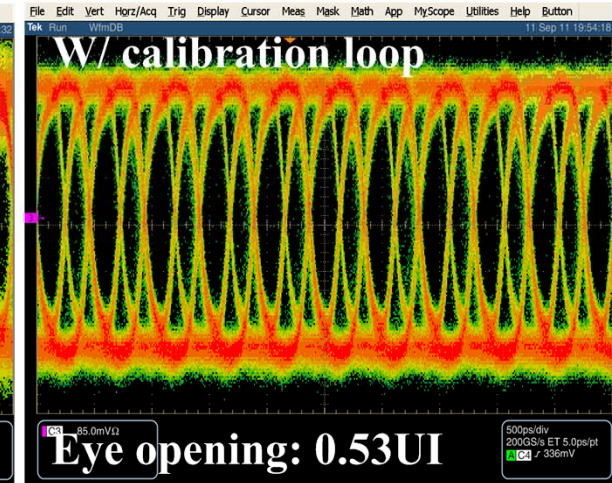 File Edit Vert Horz/Acq Trig Display Cursor Meas Mask Math App MyScope Utilities Help Button
:32 Tek Run WfmDB 11 Sep 11 19:54:18
W/ calibration loop
3
C3 85.0mVΩ
500ps/div
200GS/s ET 5.0ps/pt
A C4 ƒ 336mV
Eye opening: 0.53UI